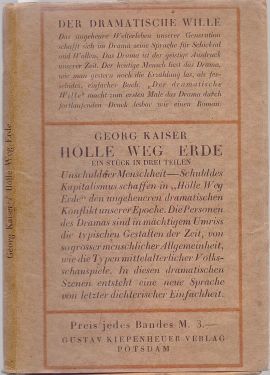 Georg Kaiser / Hölle Weg Erde
DER DRAMATISCHE WILLE
Das ungeheure Welterleben unserer Generation
schafft sich im Drama seine Sprache für Schicksal
und Wollen. Das Drama ist der geistige Ausdruck
unserer Zeit. Der heutige Mensch liest das Drama,
wie man gestern noch die Erzählung las, als fes-
selndes, einfaches Buch. „Der dramatische
Wille" macht zum ersten Male das Drama durch
fortlaufenden Druck lesbar wie einen Roman.
GEORG KAISER
HÖLLE WEG ERDE
EIN STÜCK IN DREI TEILEN
Unschuld der Menschheit — Schuld des
Kapitalismus schaffen in „Hölle Weg
Erde" den ungeheuren dramatischen
Konflikt unserer Epoche. Die Personen
des Dramas sind in mächtigem Umriss
die typischen Gestalten der Zeit, von
so grosser menschlicher Allgemeinheit,
wie die Typen mittelalterlicher Volks-
schauspiele. In diesen dramatischen
Szenen entsteht eine neue Sprache
von letzter dichterischer Einfachheit.
Preis jedes Bandes M. 3.—
GUSTAV KIEPENHEUER VERLAG
POTSDAM